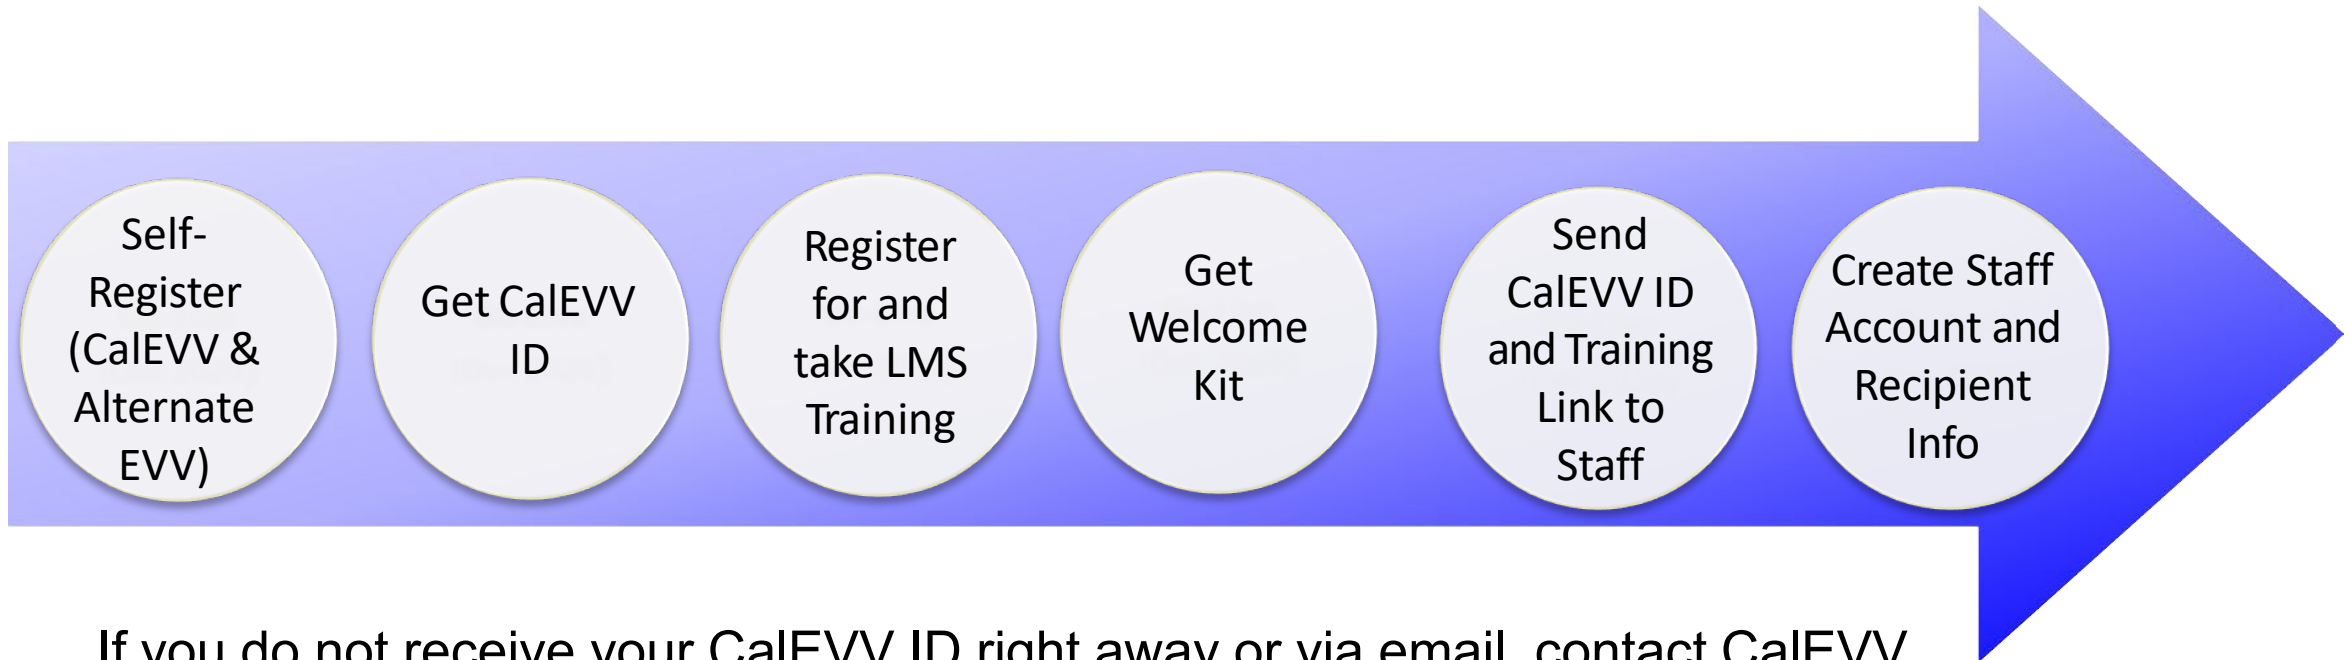 Self-
Register
(CalEVV &
Alternate
EVV)
Get CalEVV
ID
Register
for and
take LMS
Training
Get
Welcome
Kit
Send
CalEVV ID
and Training
Link to
Staff
Create Staff
Account and
Recipient
Info
If you do not receive your CalEVV ID right away or via email, contact CalEVV